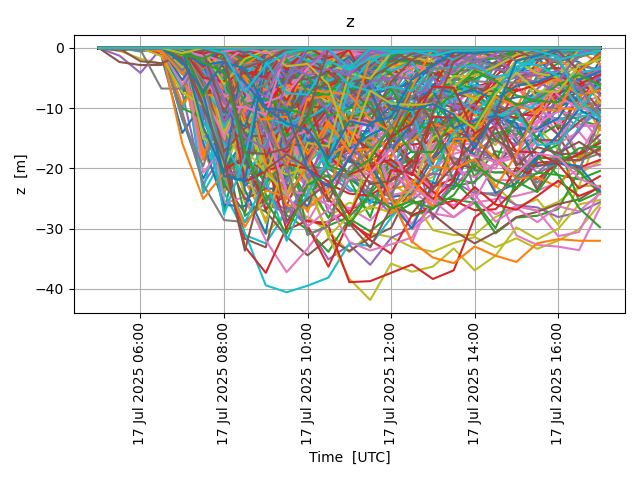 z
0
−10
−20
−30
−40
z [m]
17 Jul 2025 06:00
17 Jul 2025 08:00
17 Jul 2025 10:00
17 Jul 2025 12:00
17 Jul 2025 14:00
17 Jul 2025 16:00
Time [UTC]